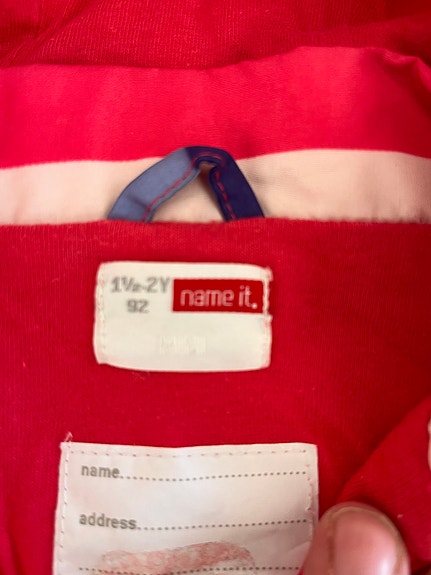 1½-2Y name it.
92
name
address